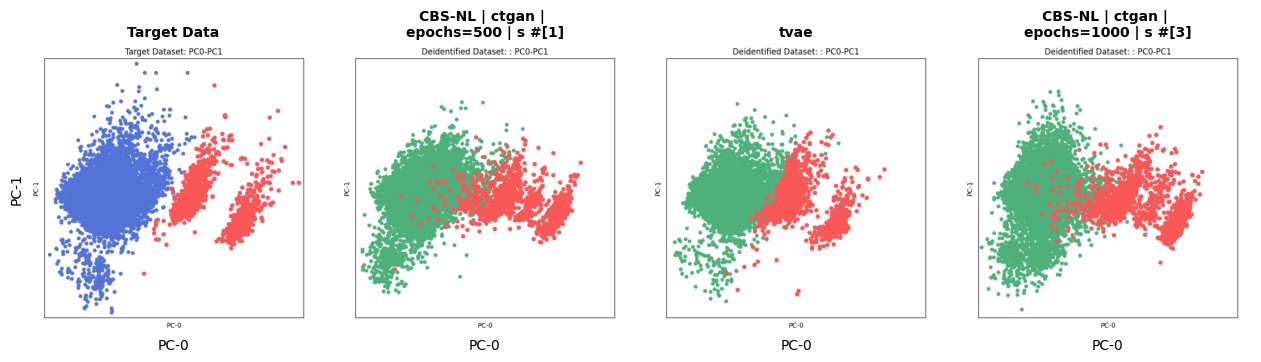 Target Data
Target Dataset: PC0-PC1
PC-1
PC-1
PC-0
PC-0
CBS-NL | ctgan |
epochs=500 | s #[1]
Deidentified Dataset: : PC0-PC1
PC-1
PC-0
PC-0
tvae
Deidentified Dataset: : PC0-PC1
PC-1
PC-0
PC-0
CBS-NL | ctgan |
epochs=1000 | s #[3]
Deidentified Dataset: : PC0-PC1
PC-1
PC-0
PC-0